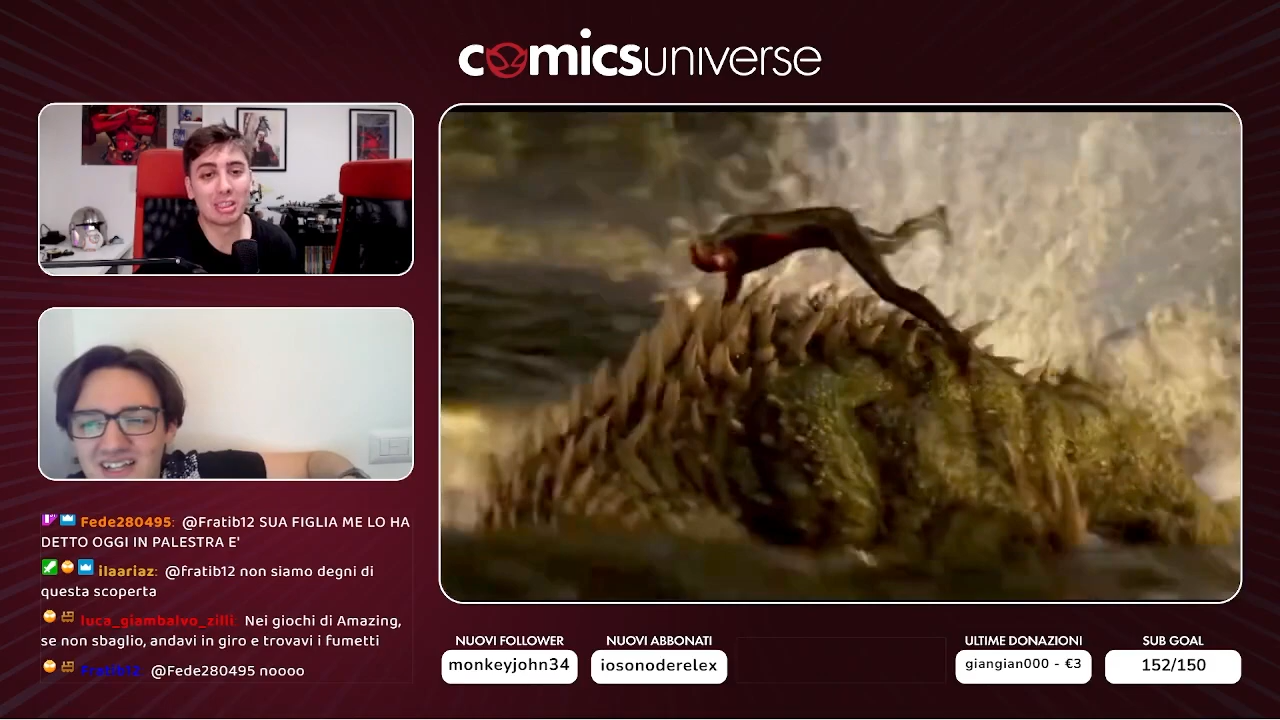 comicsuniverse
Fede280495: @Fratib12 SUA FIGLIA ME LO HA
DETTO OGGI IN PALESTRA E'
ilaariaz: @fratib12 non siamo degni di
questa scoperta
luca_giambalvo_zilli: Nei giochi di Amazing,
se non sbaglio, andavi in giro e trovavi i fumetti
Fratib12: @Fede280495 noooo
NUOVI FOLLOWER
monkeyjohn34
NUOVI ABBONATI
iosonoderelex
ULTIME DONAZIONI
giangian000 - €3
SUB GOAL
152/150